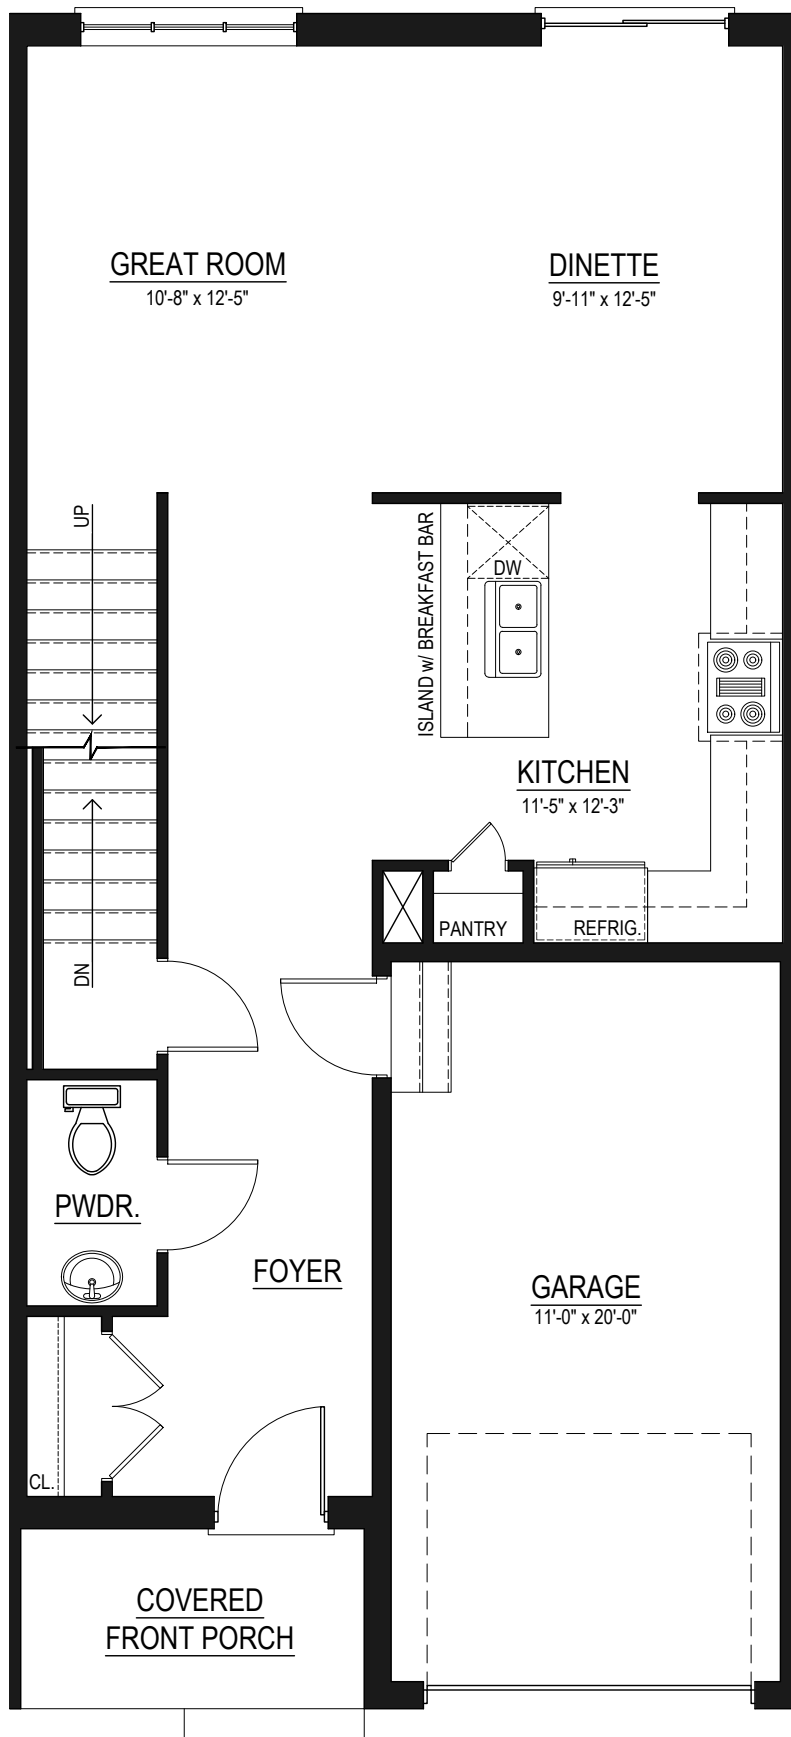 GREAT ROOM
10'-8" x 12'-5"
DINETTE
9'-11" x 12'-5"
UP
ISLAND w/ BREAKFAST BAR
DW
KITCHEN
11'-5" x 12'-3"
DN
PANTRY
REFRIG.
PWDR.
FOYER
GARAGE
11'-0" x 20'-0"
CL.
COVERED
FRONT PORCH